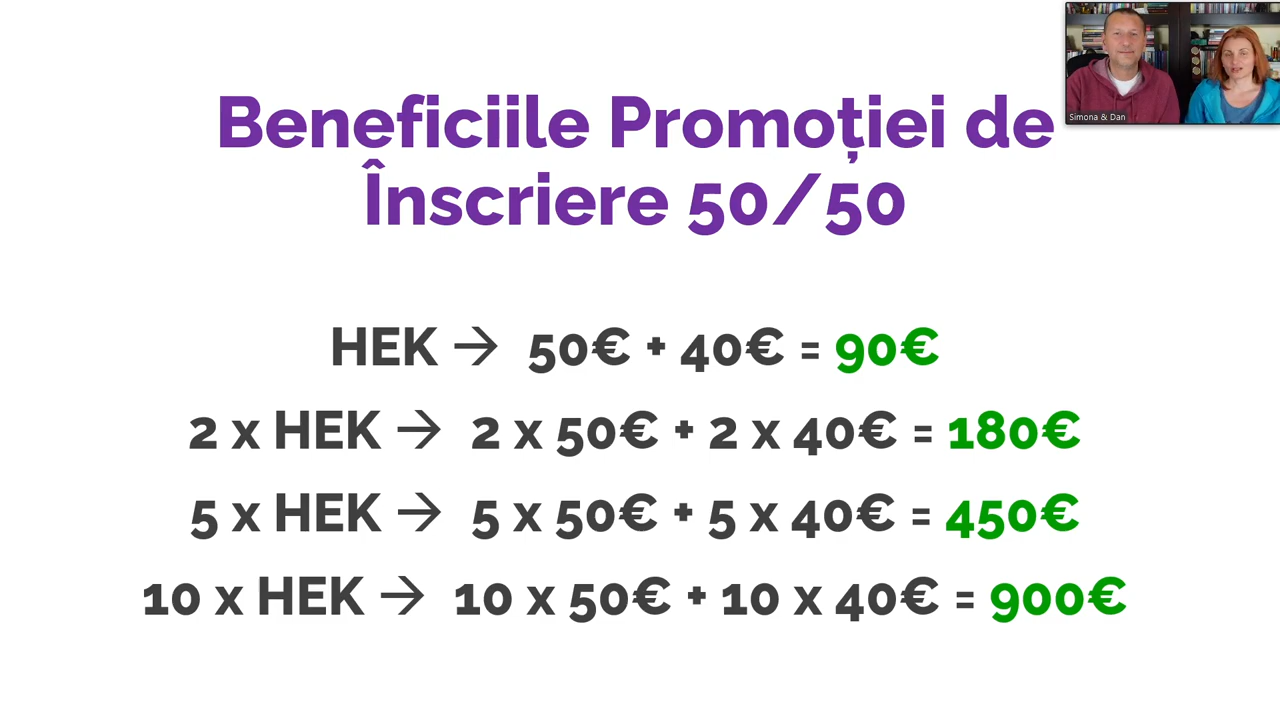 Simona & Dan
Beneficiile Promoției de
Înscriere 50/50
HEK → 50€ + 40€ = 90€
2 x HEK → 2 x 50€ + 2 x 40€ = 180€
5 x HEK → 5 x 50€ + 5 x 40€ = 450€
10 x HEK → 10 x 50€ + 10 x 40€ = 900€